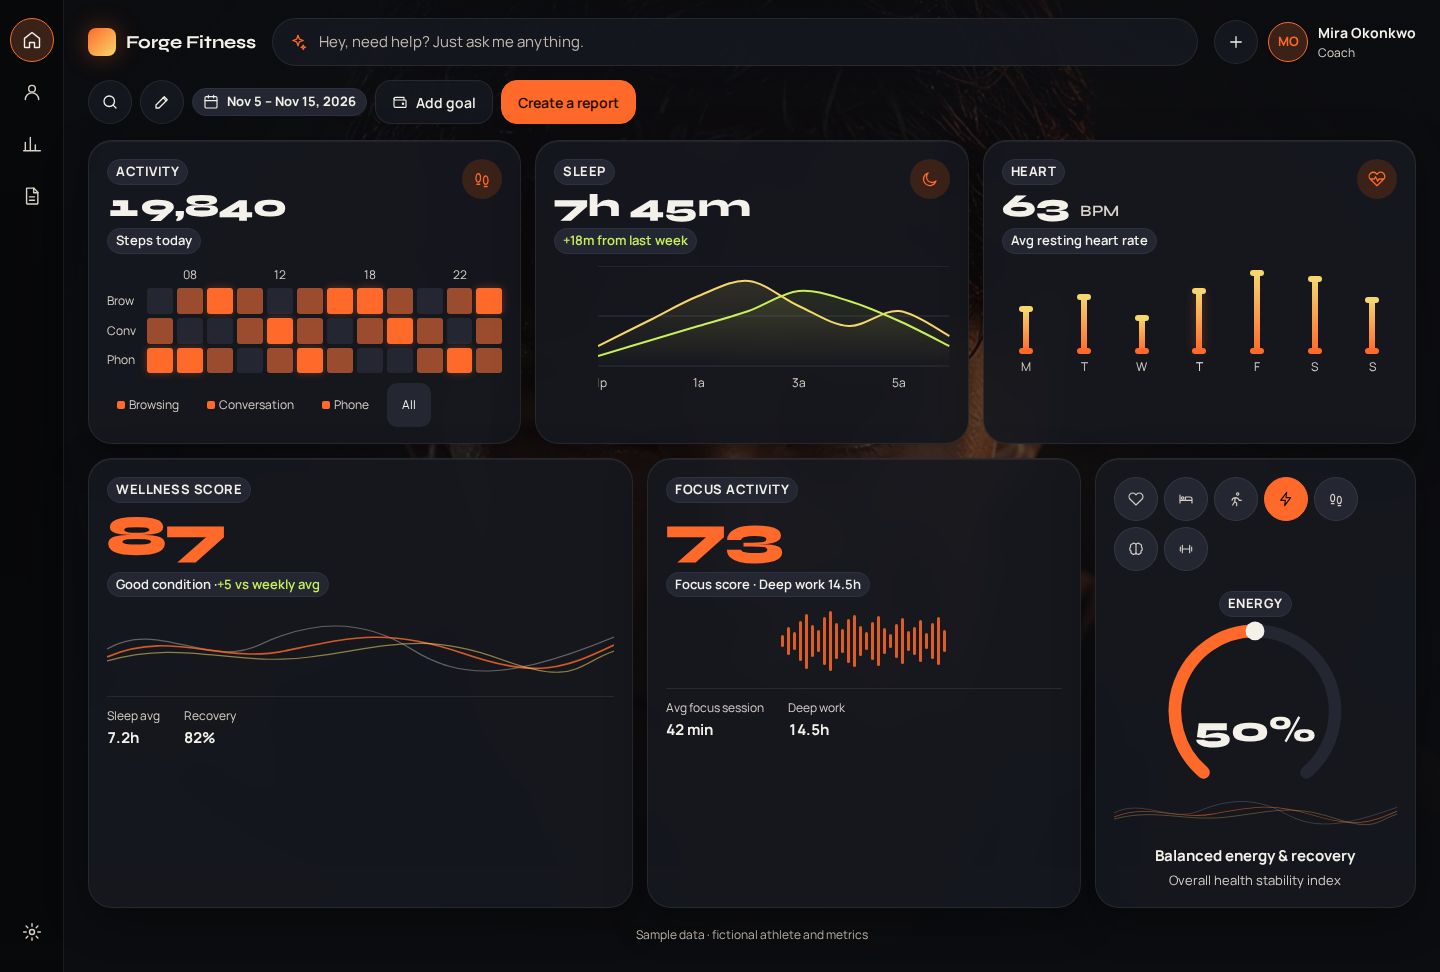 Forge Fitness
Hey, need help? Just ask me anything.
MO
Mira Okonkwo
Coach
Nov 5 – Nov 15, 2026
Add goal
Create a report
ACTIVITY
19,840
Steps today
08 12 18 22
Brow
Conv
Phon
Browsing Conversation Phone All
SLEEP
7h 45m
+18m from last week
1a 3a 5a
HEART
63 BPM
Avg resting heart rate
M T W T F S S
WELLNESS SCORE
87
Good condition ·+5 vs weekly avg
Sleep avg Recovery
7.2h 82%
FOCUS ACTIVITY
73
Focus score · Deep work 14.5h
Avg focus session Deep work
42 min 14.5h
ENERGY
50%
Balanced energy & recovery
Overall health stability index
Sample data · fictional athlete and metrics